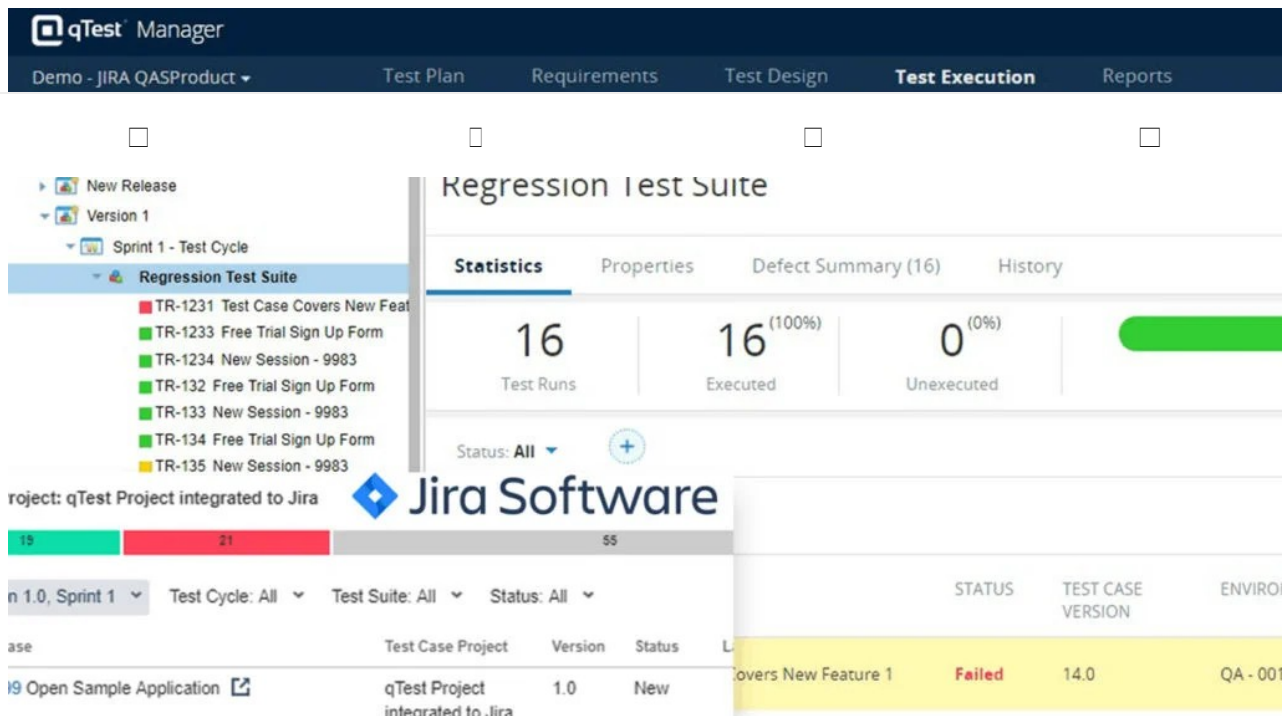 qTest Manager
Demo - JIRA QASProduct Test Plan Requirements Test Design Test Execution Reports
New Release
Version 1
Sprint 1 - Test Cycle
Regression Test Suite
TR-1231 Test Case Covers New Feat
TR-1233 Free Trial Sign Up Form
TR-1234 New Session - 9983
TR-132 Free Trial Sign Up Form
TR-133 New Session - 9983
TR-134 Free Trial Sign Up Form
TR-135 New Session - 9983
Regression Test Suite
Statistics Properties Defect Summary (16) History
16 16 (100%) 0 (0%)
Test Runs Executed Unexecuted
Status: All
roject: qTest Project integrated to Jira
Jira Software
19 21 55
n 1.0, Sprint 1 Test Cycle: All Test Suite: All Status: All
ase Test Case Project Version Status L
99 Open Sample Application qTest Project 1.0 New
integrated to Jira
STATUS TEST CASE ENVIRO
VERSION
overs New Feature 1 Failed 14.0 QA - 001